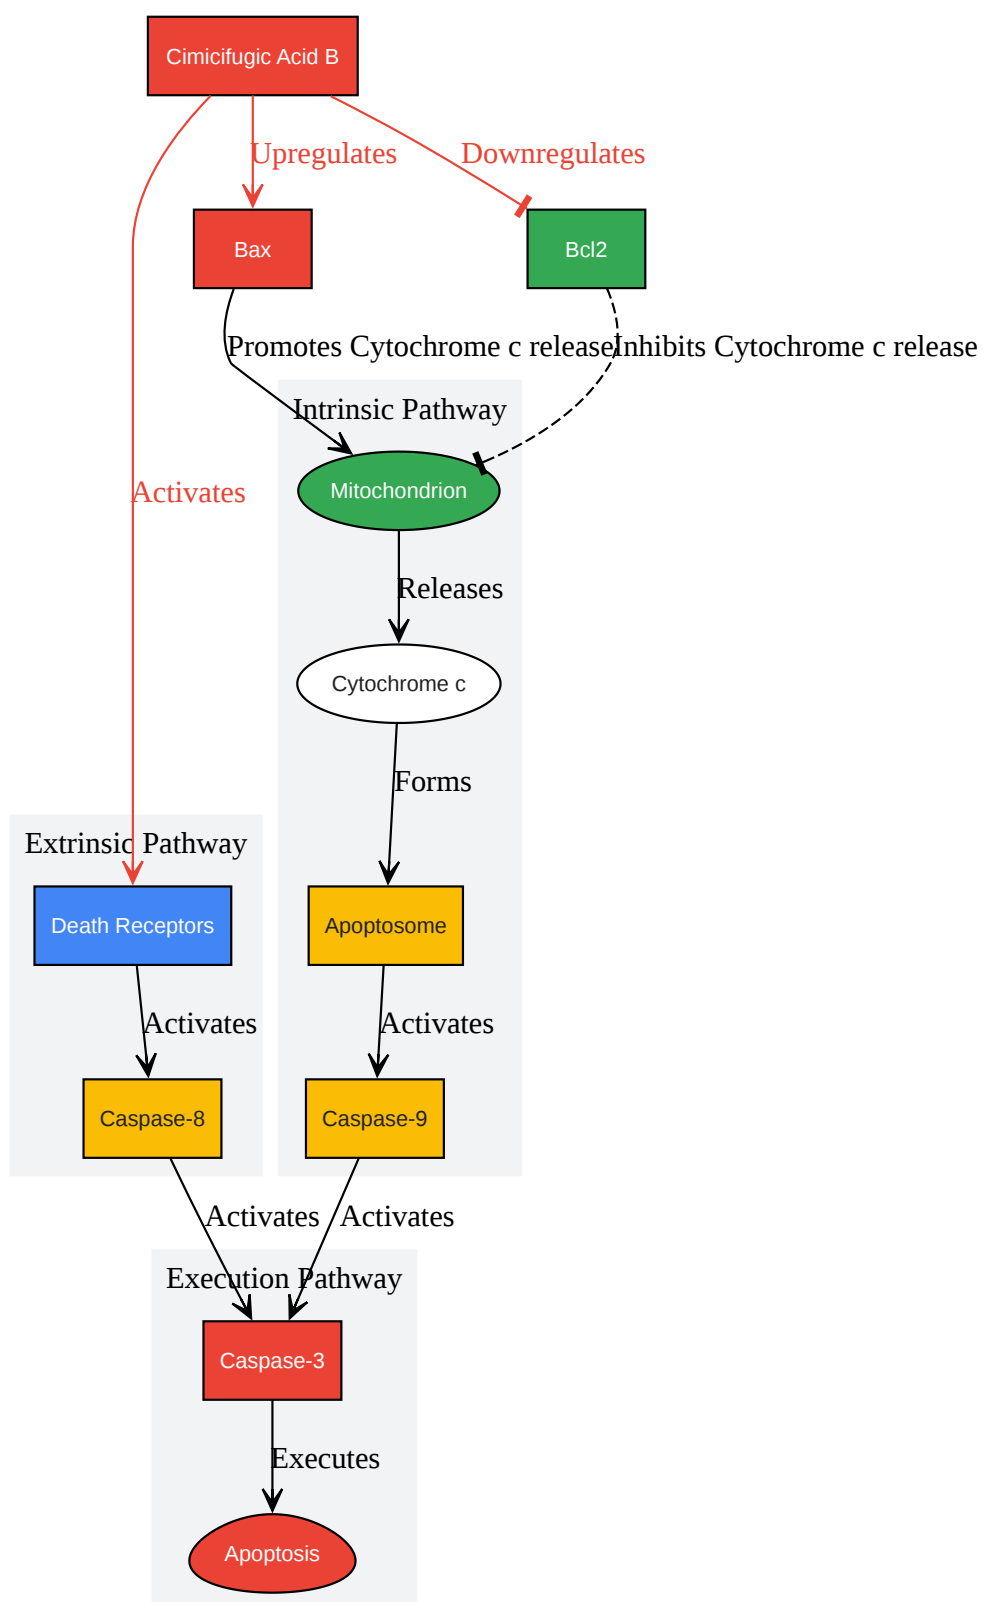 Cimicifugic Acid B
Upregulates
Downregulates
Bax
Bcl2
Promotes Cytochrome c release
Inhibits Cytochrome c release
Intrinsic Pathway
Mitochondrion
Activates
Releases
Cytochrome c
Forms
Extrinsic Pathway
Death Receptors
Apoptosome
Activates
Activates
Caspase-8
Caspase-9
Activates
Activates
Execution Pathway
Caspase-3
Executes
Apoptosis